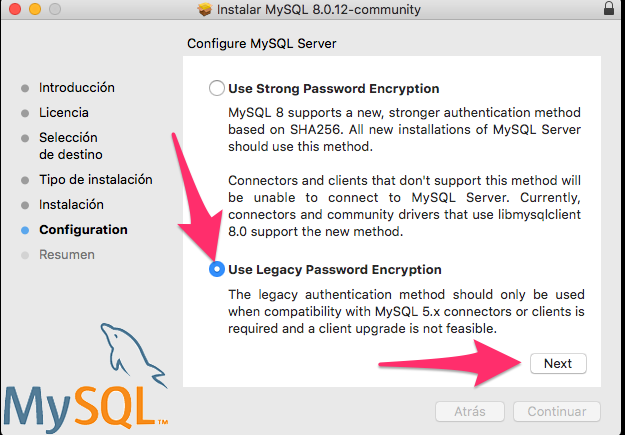 Instalar MySQL 8.0.12-community
Configure MySQL Server
Introducción
Licencia
Selección
de destino
Tipo de instalación
Instalación
Configuration
Resumen
Use Strong Password Encryption
MySQL 8 supports a new, stronger authentication method
based on SHA256. All new installations of MySQL Server
should use this method.
Connectors and clients that don't support this method will
be unable to connect to MySQL Server. Currently,
connectors and community drivers that use libmysqlclient
8.0 support the new method.
Use Legacy Password Encryption
The legacy authentication method should only be used
when compatibility with MySQL 5.x connectors or clients is
required and a client upgrade is not feasible.
Next
MySQL™
Atrás
Continuar